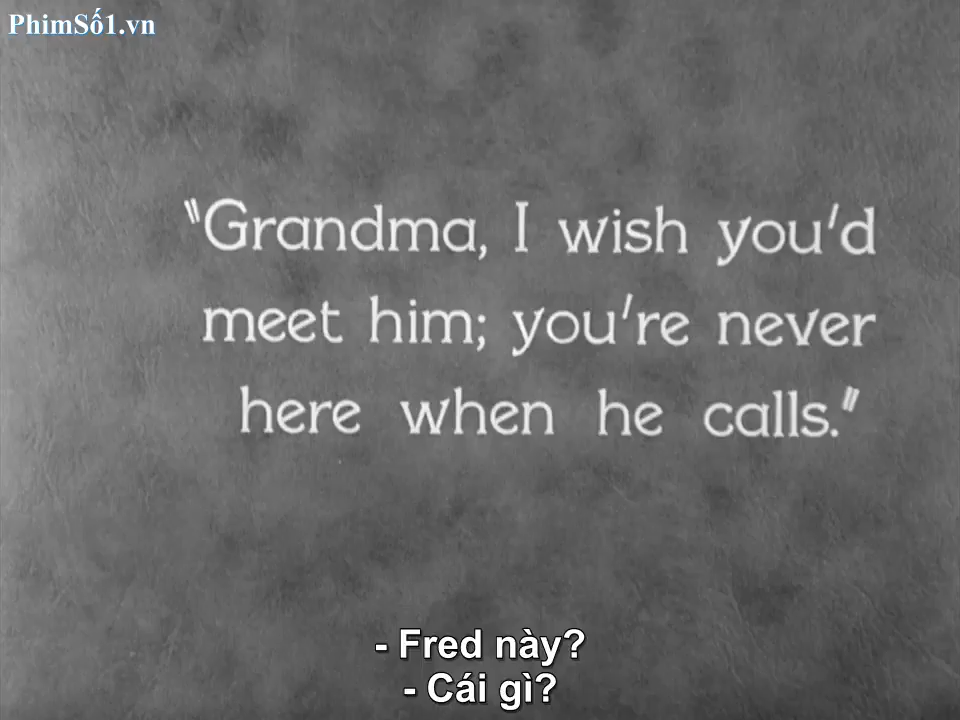 PhimSố1.vn
"Grandma, I wish you'd
meet him; you're never
here when he calls."
- Fred này?
- Cái gì?